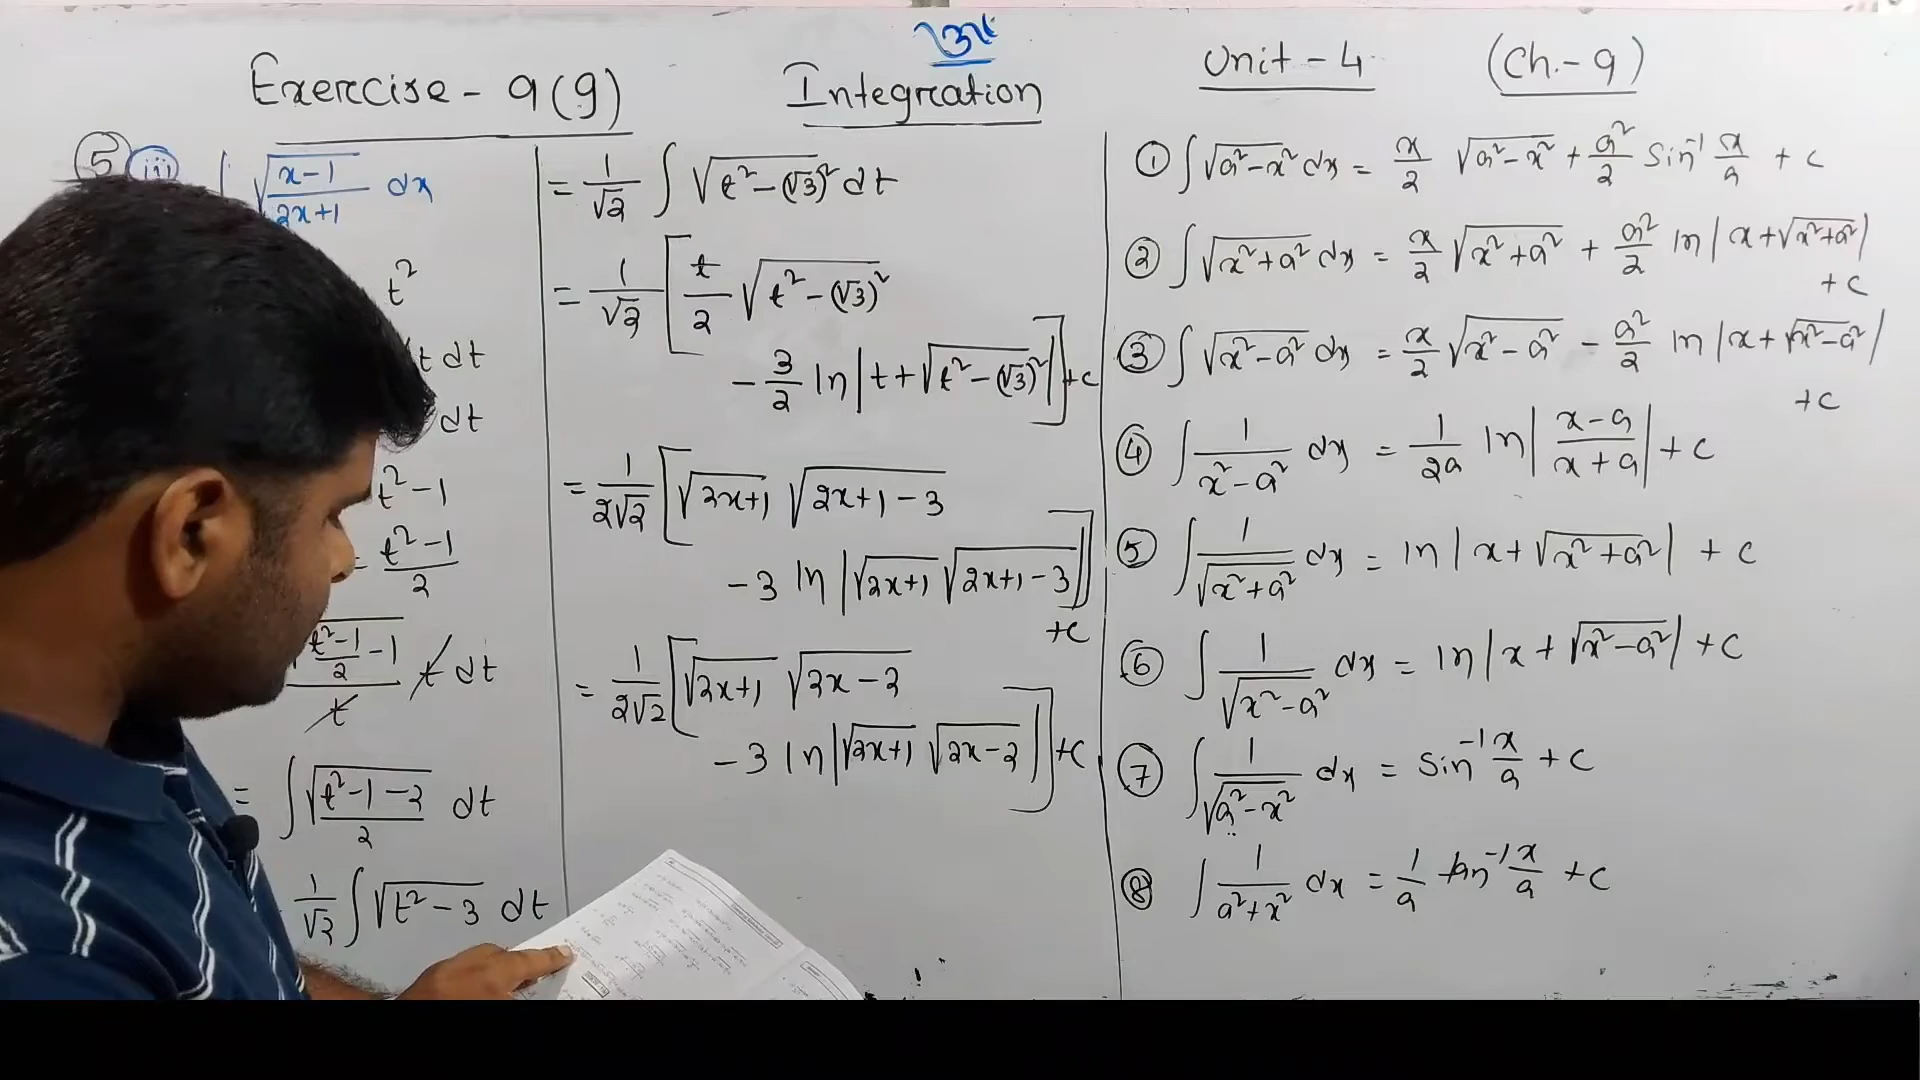 Exercise - 9(g)
Integration
Unit - 4
(Ch. - 9)
5 (iii) ∫ √(x-1)/(2x+1) dx
t²
t dt
dt
t² - 1
= (t² - 1)/2
√((t²-1)/2 - 1)/t t dt
= ∫ √((t²-1-2)/2) dt
1/√2 ∫ √(t² - 3) dt
= 1/√2 ∫ √(t² - (√3)²) dt
= 1/√2 [ t/2 √(t² - (√3)²)
- 3/2 ln | t + √(t² - (√3)²) | ] + c
= 1/2√2 [ √(2x+1) √(2x+1-3)
- 3 ln | √(2x+1) √(2x+1-3) | ]
+c
= 1/2√2 [ √(2x+1) √(2x-2)
- 3 ln | √(2x+1) √(2x-2) | ] + c
① ∫ √(a²-x²) dx = x/2 √(a²-x²) + a²/2 Sin⁻¹ x/a + c
② ∫ √(x²+a²) dx = x/2 √(x²+a²) + a²/2 ln | x + √(x²+a²) |
+ c
③ ∫ √(x²-a²) dx = x/2 √(x²-a²) - a²/2 ln | x + √(x²-a²) |
+ c
④ ∫ 1/(x²-a²) dx = 1/2a ln | (x-a)/(x+a) | + c
⑤ ∫ 1/√(x²+a²) dx = ln | x + √(x²+a²) | + c
⑥ ∫ 1/√(x²-a²) dx = ln | x + √(x²-a²) | + c
⑦ ∫ 1/√(a²-x²) dx = Sin⁻¹ x/a + c
⑧ ∫ 1/(a²+x²) dx = 1/a tan⁻¹ x/a + c